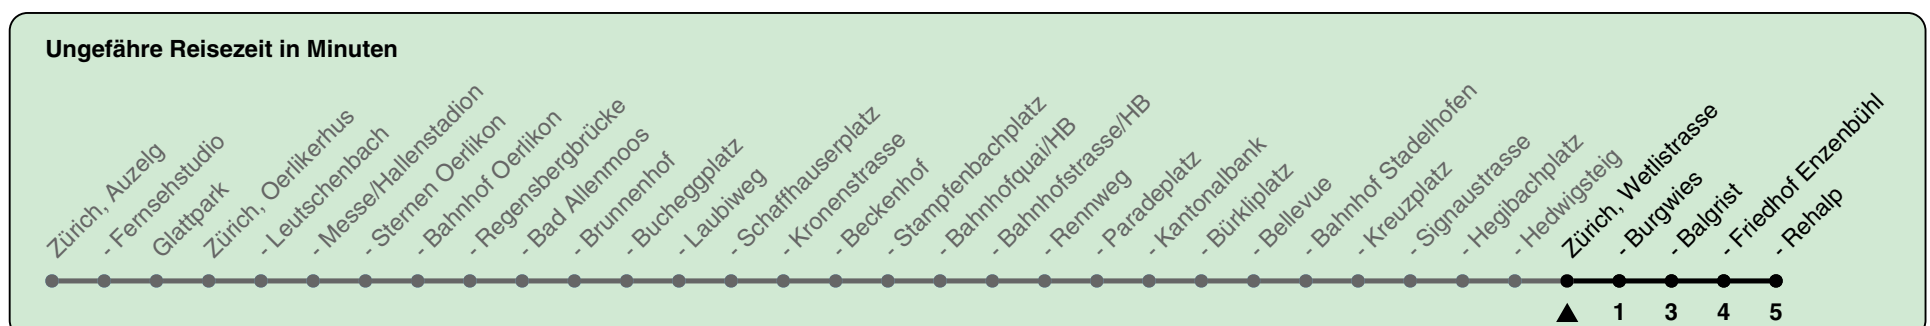 Ungefähre Reisezeit in Minuten
Zürich, Auzelg
- Fernsehstudio
Glattpark
Zürich, Oerlikerhus
- Leutschenbach
- Messe/Hallenstadion
- Sternen Oerlikon
- Bahnhof Oerlikon
- Regensbergbrücke
- Bad Allenmoos
- Brunnenhof
- Bucheggplatz
- Laubiweg
- Schaffhauserplatz
- Kronenstrasse
- Beckenhof
- Stampfenbachplatz
- Bahnhofquai/HB
- Bahnhofstrasse/HB
- Rennweg
- Paradeplatz
- Kantonalbank
- Bürkliplatz
- Bellevue
- Bahnhof Stadelhofen
- Kreuzplatz
- Signaustrasse
- Hegibachplatz
- Hedwigsteig
Zürich, Wetlistrasse
- Burgwies
- Balgrist
- Friedhof Enzenbühl
- Rehalp
1 3 4 5